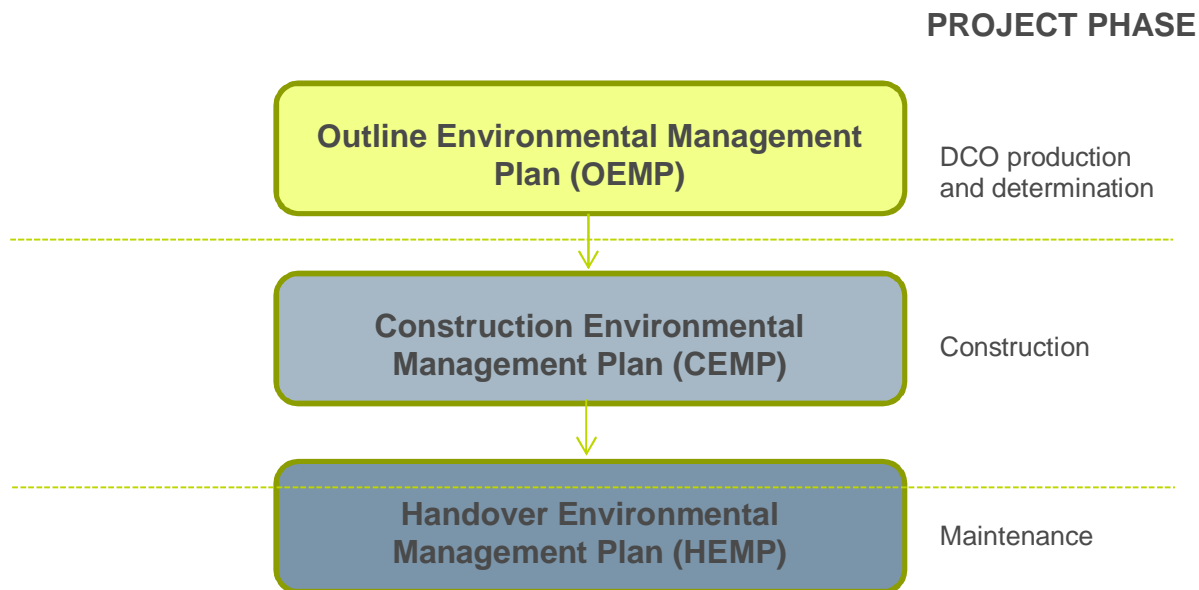 PROJECT PHASE
Outline Environmental Management
Plan (OEMP)
DCO production
and determination
Construction Environmental
Management Plan (CEMP)
Construction
Handover Environmental
Management Plan (HEMP)
Maintenance